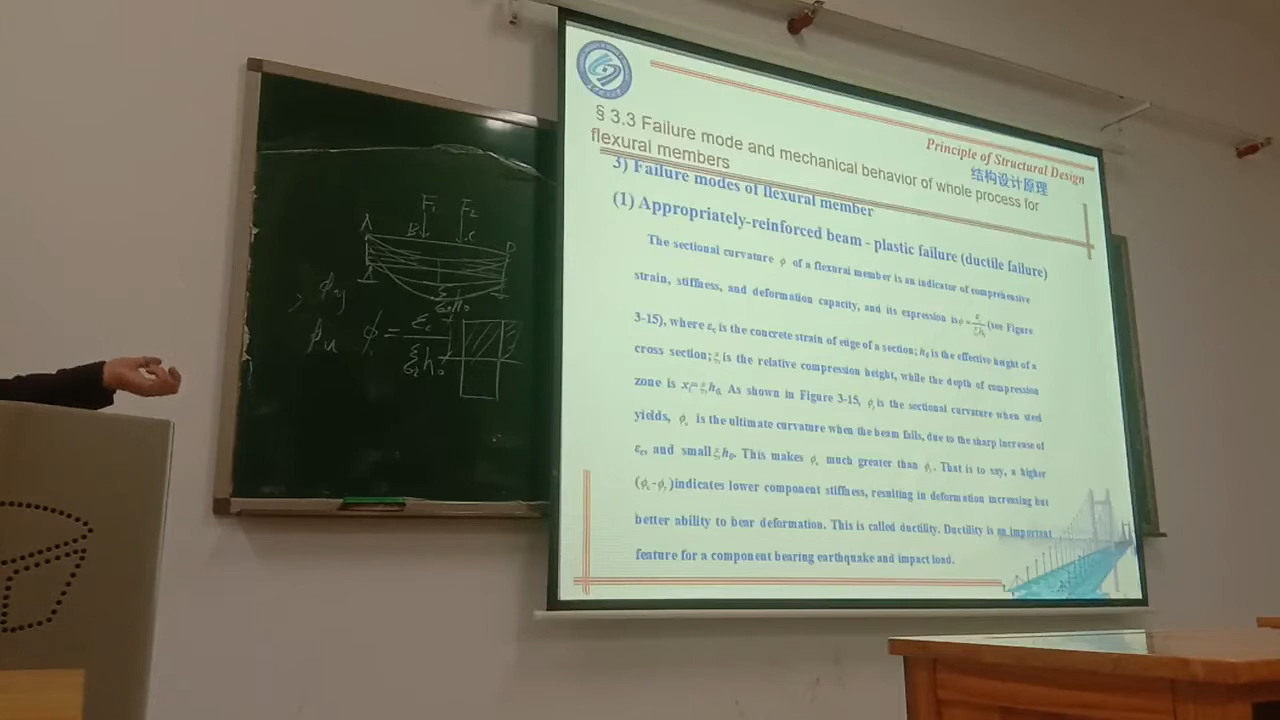 § 3.3 Failure mode and mechanical behavior of whole process for
flexural members
Principle of Structural Design
结构设计原理
3) Failure modes of flexural member
(1) Appropriately-reinforced beam - plastic failure (ductile failure)
The sectional curvature ϕ of a flexural member is an indicator of comprehensive
strain, stiffness, and deformation capacity, and its expression is (see Figure
3-15), where εc is the concrete strain of edge of a section; h0 is the effective height of a
cross section; ξ is the relative compression height, while the depth of compression
zone is xc=ξh0. As shown in Figure 3-15, ϕy is the sectional curvature when steel
yields, ϕu is the ultimate curvature when the beam fails, due to the sharp increase of
εc, and small ξh0. This makes ϕu much greater than ϕy. That is to say, a higher
(ϕu-ϕy) indicates lower component stiffness, resulting in deformation increasing but
better ability to bear deformation. This is called ductility. Ductility is an important
feature for a component bearing earthquake and impact load.
F1 F2
A B C D
ϕy
ϕu ϕ = εc / ξh0